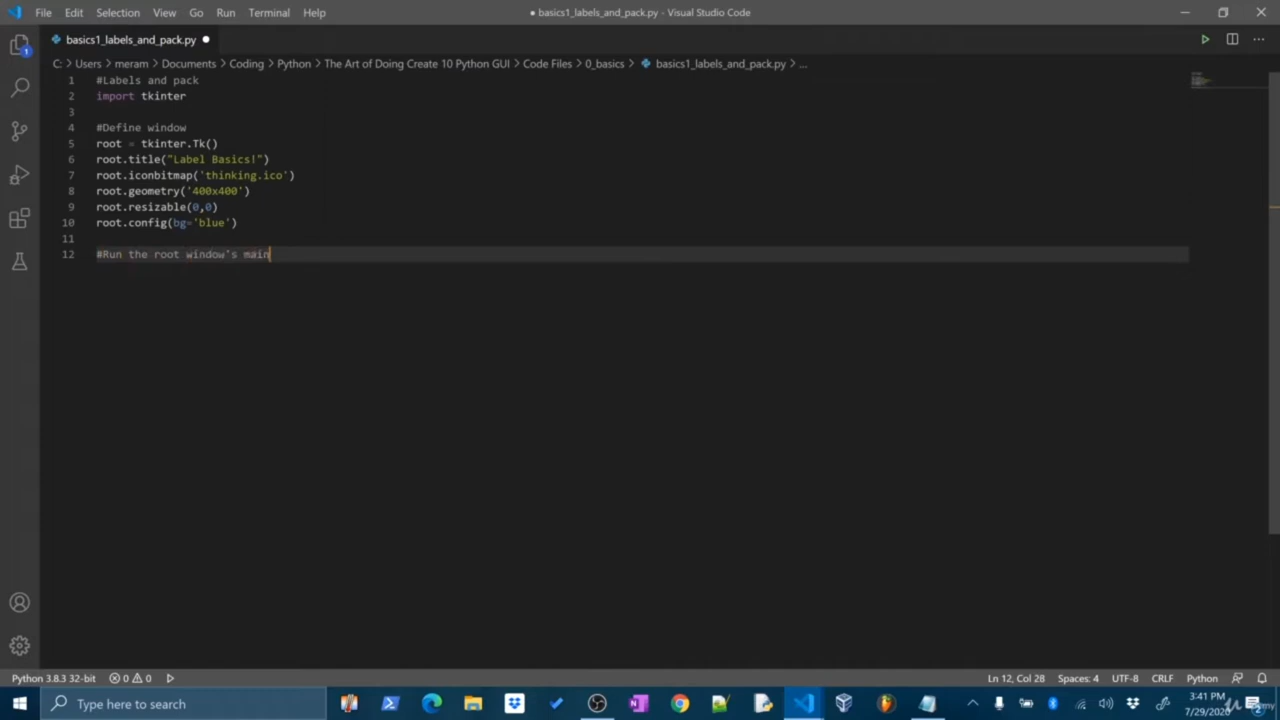 File Edit Selection View Go Run Terminal Help
● basics1_labels_and_pack.py - Visual Studio Code
basics1_labels_and_pack.py ●
C: > Users > meram > Documents > Coding > Python > The Art of Doing Create 10 Python GUI > Code Files > 0_basics > basics1_labels_and_pack.py > ...
1 #Labels and pack
2 import tkinter
3
4 #Define window
5 root = tkinter.Tk()
6 root.title("Label Basics!")
7 root.iconbitmap('thinking.ico')
8 root.geometry('400x400')
9 root.resizable(0,0)
10 root.config(bg='blue')
11
12 #Run the root window's main
1
Python 3.8.3 32-bit 0 0 Ln 12, Col 28 Spaces: 4 UTF-8 CRLF Python
Type here to search
3:41 PM
7/29/2020